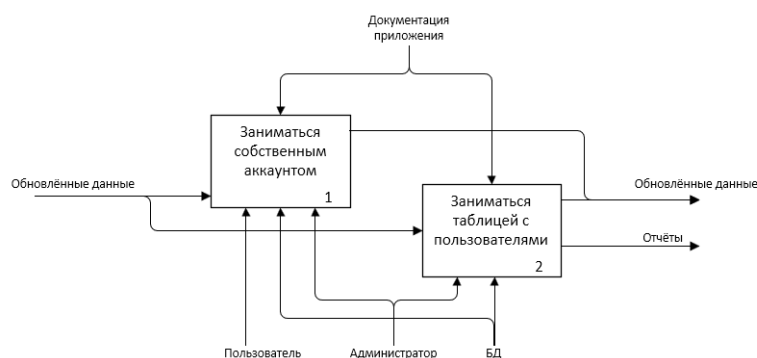 Документация
приложения
Заниматься
собственным
аккаунтом
1
Обновлённые данные
Заниматься
таблицей с
пользователями
2
Обновлённые данные
Отчёты
Пользователь
Администратор
БД